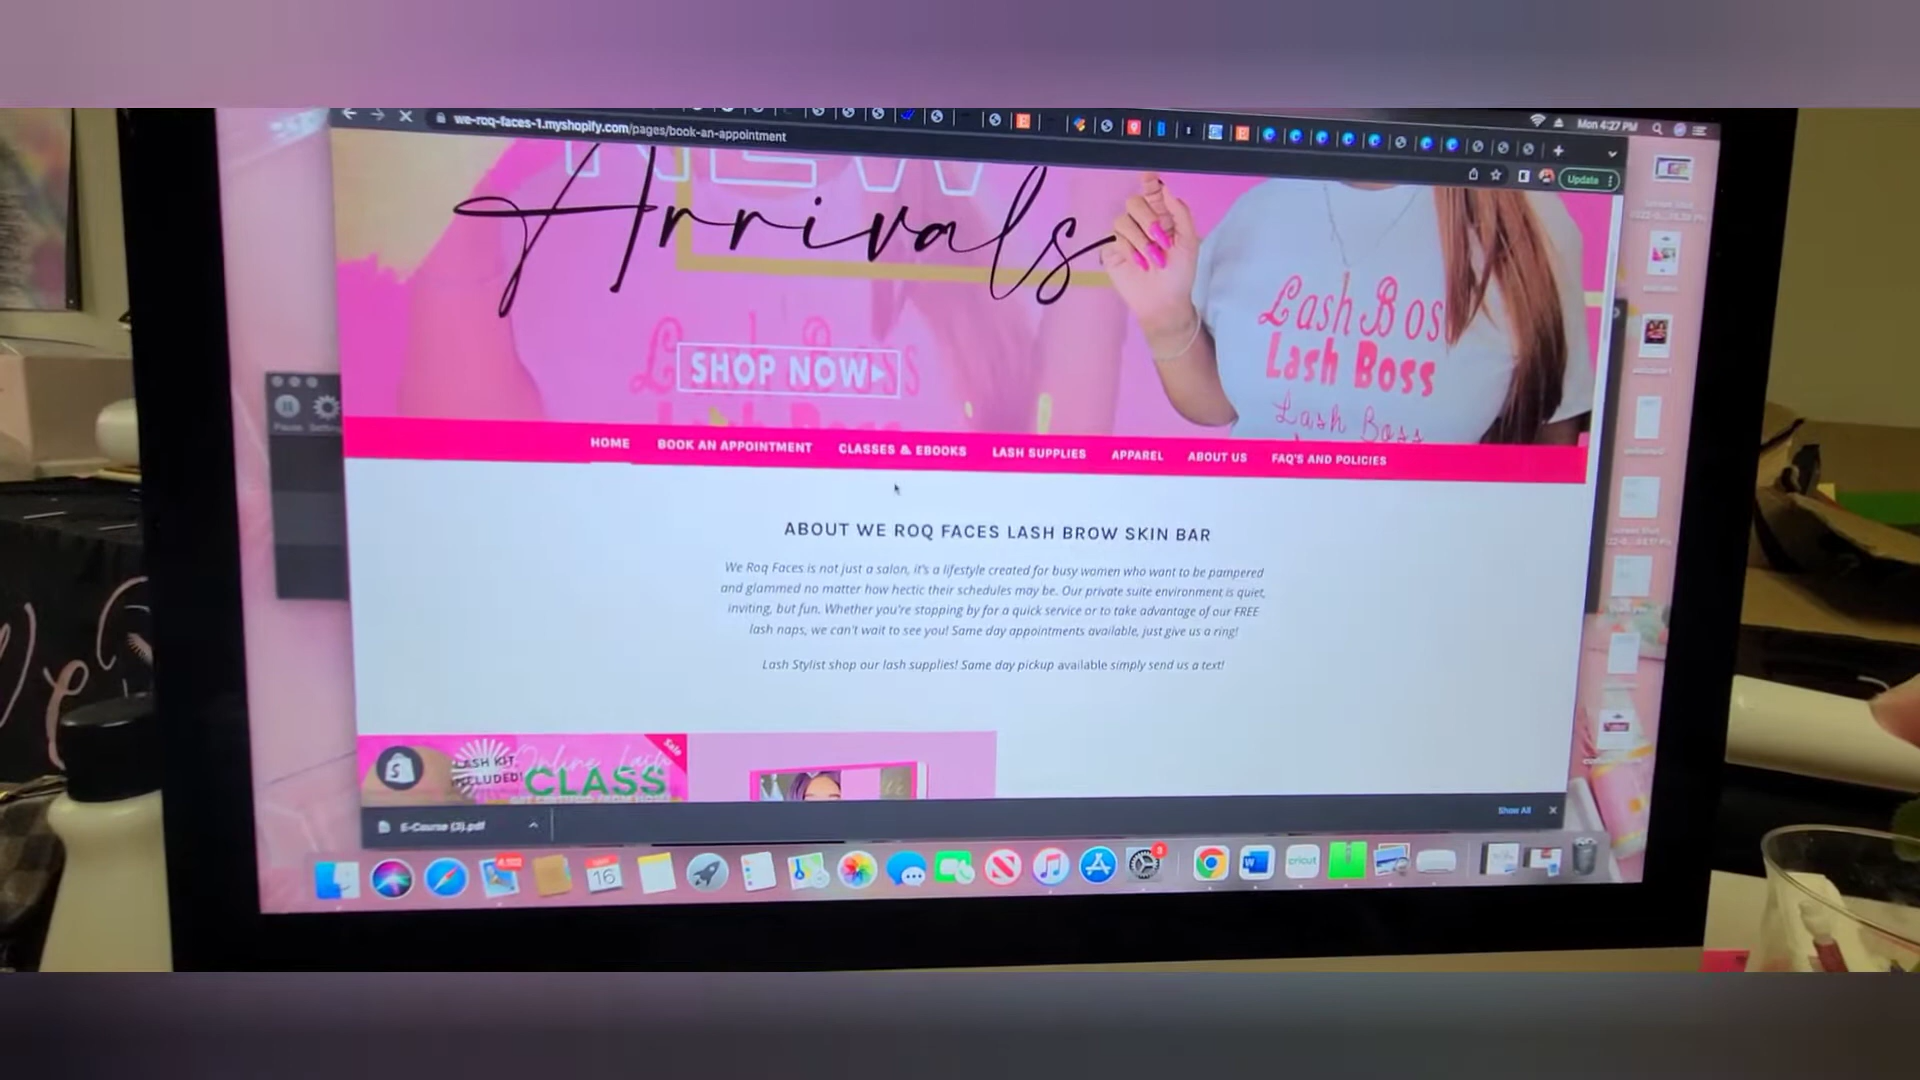 we-roq-faces-1.myshopify.com/pages/book-an-appointment
Mon 4:27 PM
Update
NEW
Arrivals
SHOP NOW
Lash Boss
Lash Boss
Lash Boss
HOME BOOK AN APPOINTMENT CLASSES & EBOOKS LASH SUPPLIES APPAREL ABOUT US FAQ'S AND POLICIES
Pause
ABOUT WE ROQ FACES LASH BROW SKIN BAR
We Roq Faces is not just a salon, it's a lifestyle created for busy women who want to be pampered
and glammed no matter how hectic their schedules may be. Our private suite environment is quiet,
inviting, but fun. Whether you're stopping by for a quick service or to take advantage of our FREE
lash naps, we can't wait to see you! Same day appointments available, just give us a ring!
Lash Stylist shop our lash supplies! Same day pickup available simply send us a text!
Sale
Online Lash
LASH KIT
INCLUDED!
CLASS
E-Course (3).pdf
Show All
16
cricut